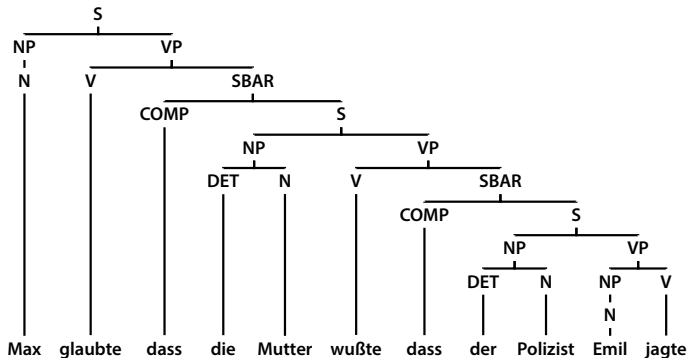 S
NP VP
N V SBAR
COMP S
NP VP
DET N V SBAR
COMP S
NP VP
DET N NP V
N
Max glaubte dass die Mutter wußte dass der Polizist Emil jagte